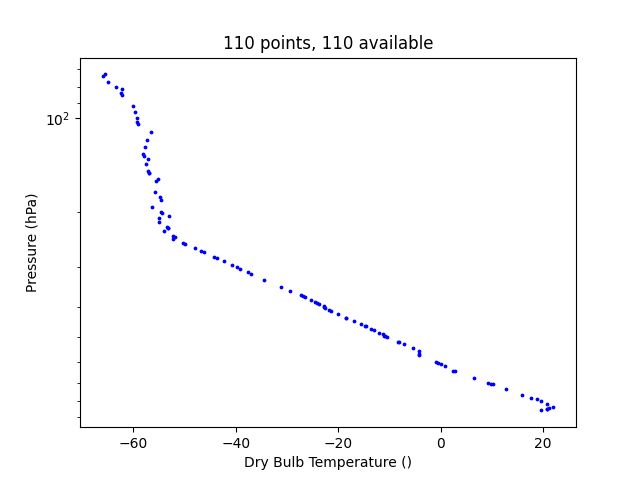 110 points, 110 available
10²
Pressure (hPa)
−60 −40 −20 0 20
Dry Bulb Temperature ()